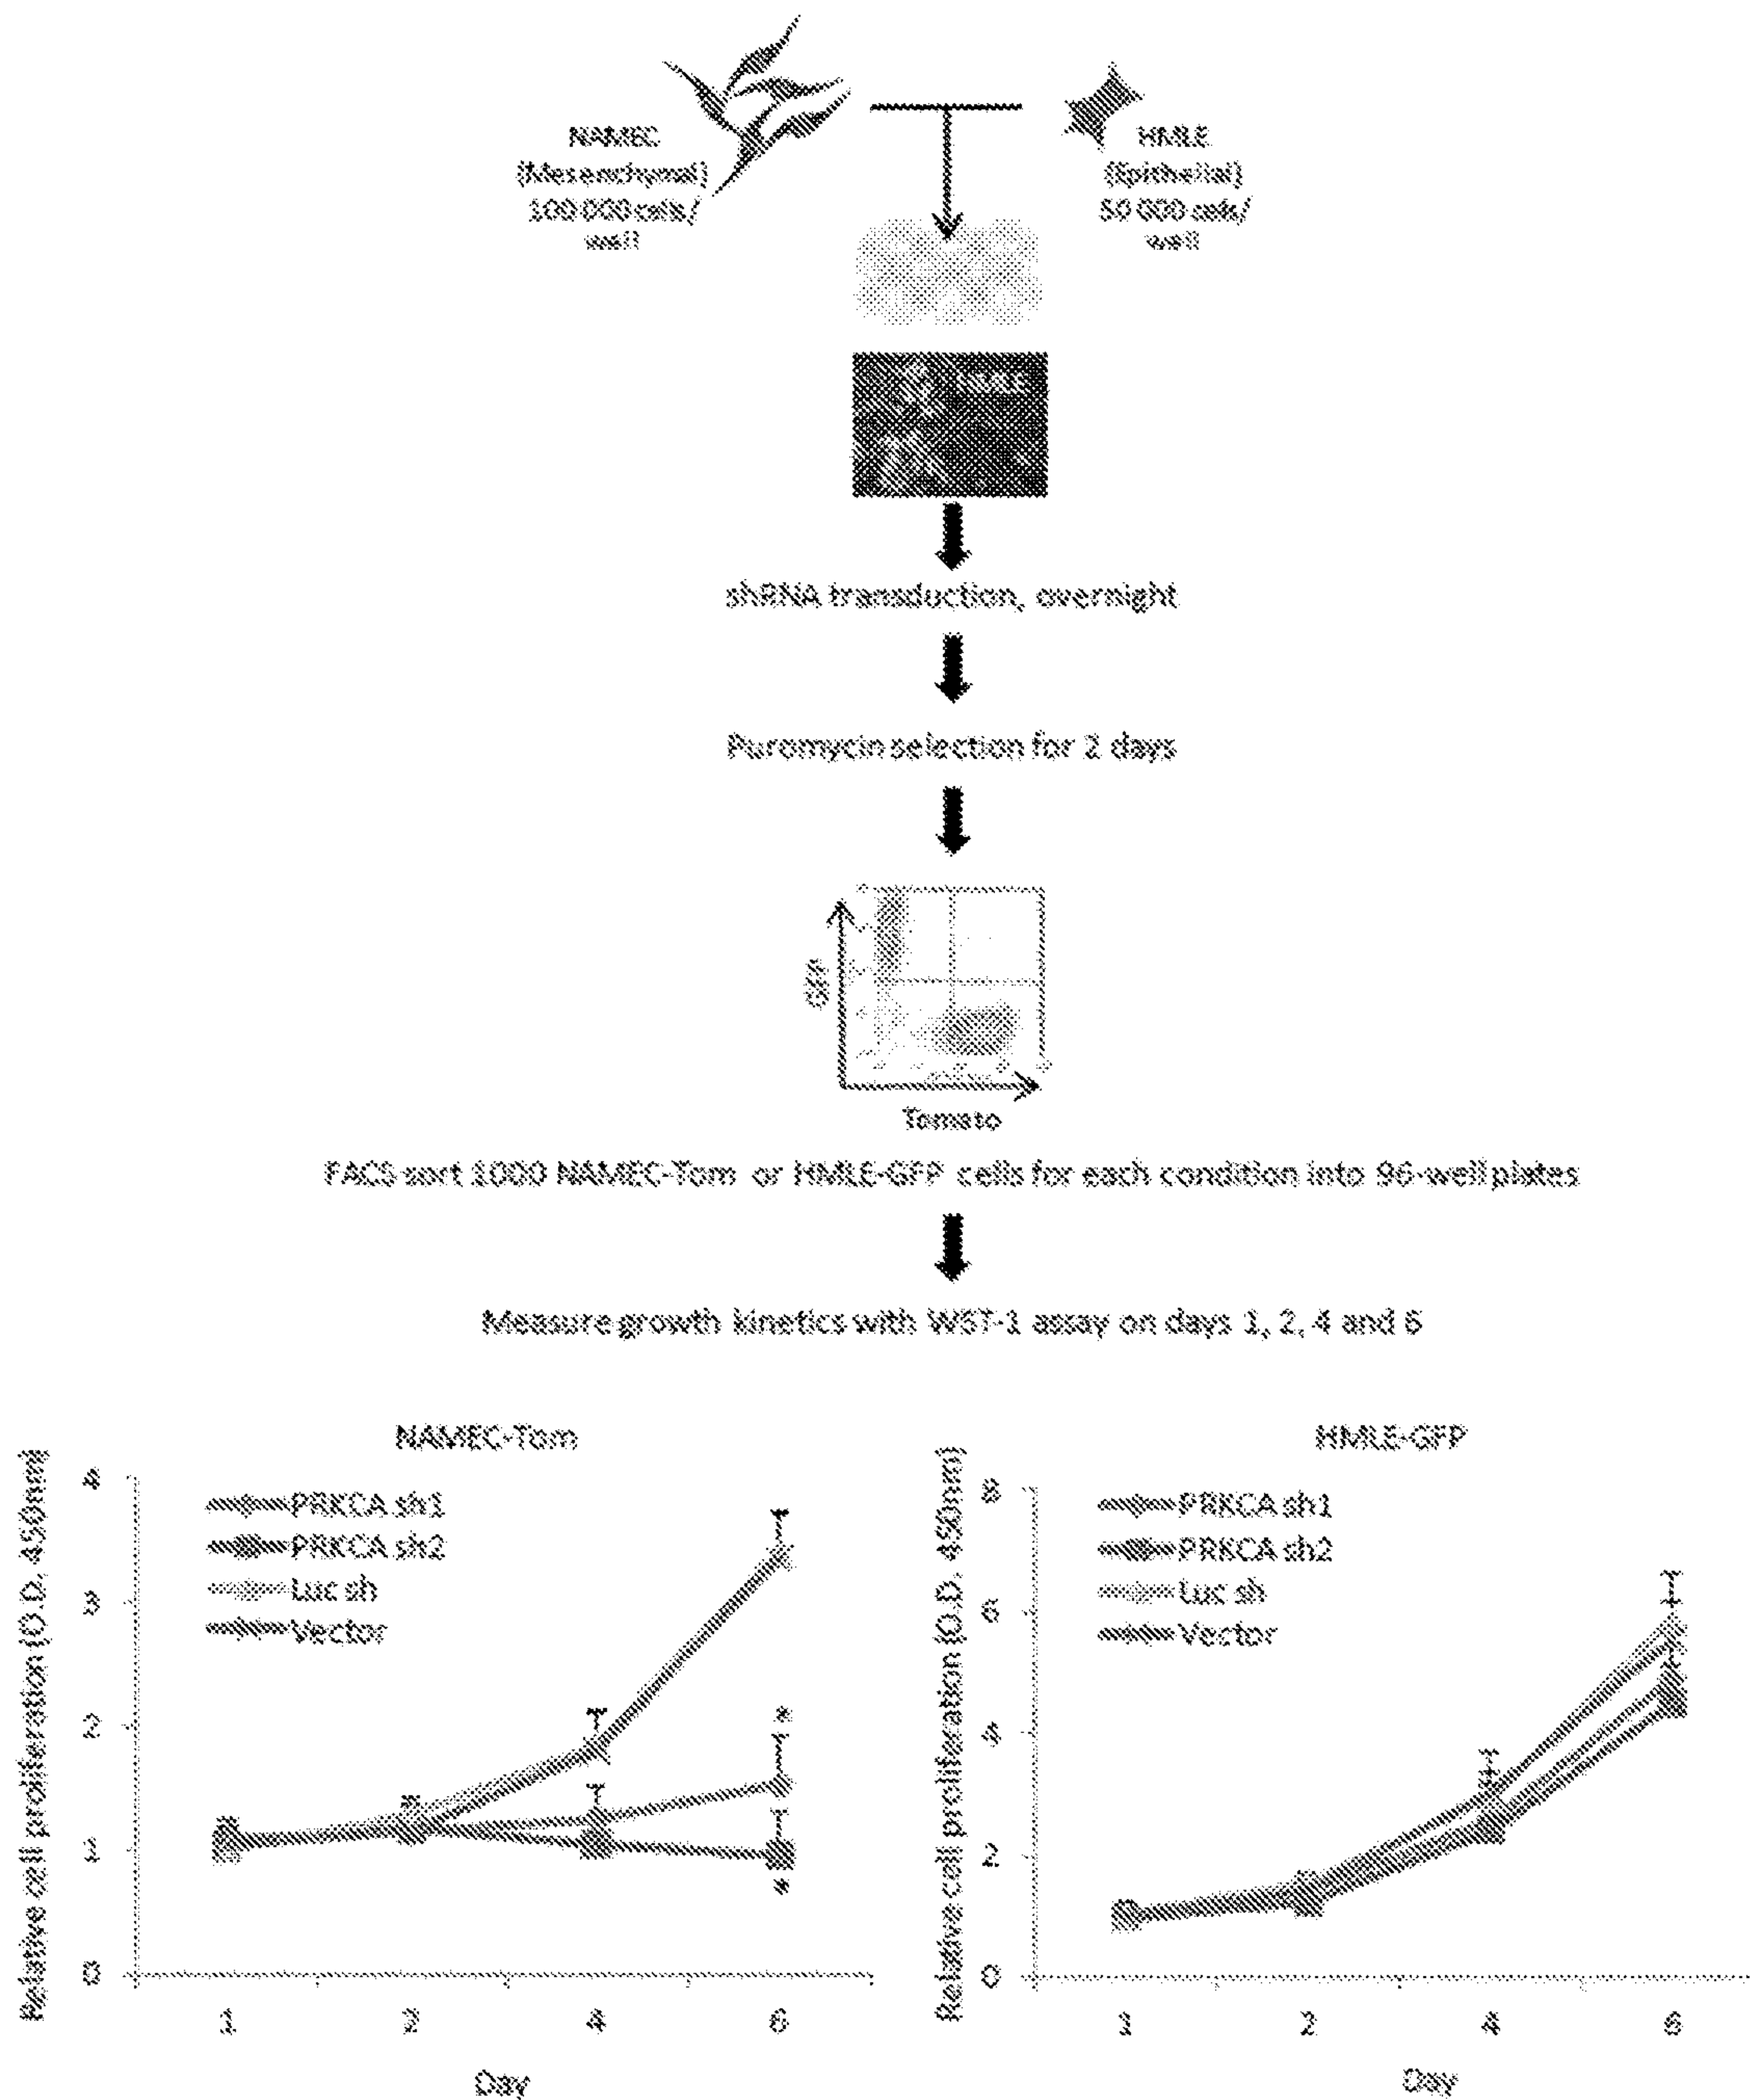 NAMEC
(Mesenchymal)
100 000 cells/
well
HMLE
(Epithelial)
50 000 cells/
well
shRNA transduction, overnight
Puromycin selection for 2 days
GFP
Tomato
FACS sort 1000 NAMEC-Tom or HMLE-GFP cells for each condition into 96-well plates
Measure growth kinetics with WST-1 assay on days 1, 2, 4 and 6
NAMEC-Tom
Relative cell proliferation (O.D. 450nm)
4
3
2
1
0
PRKCA sh1
PRKCA sh2
Luc sh
Vector
*
*
1 2 4 6
Day
HMLE-GFP
Relative cell proliferation (O.D. 450nm)
8
6
4
2
0
PRKCA sh1
PRKCA sh2
Luc sh
Vector
1 2 4 6
Day